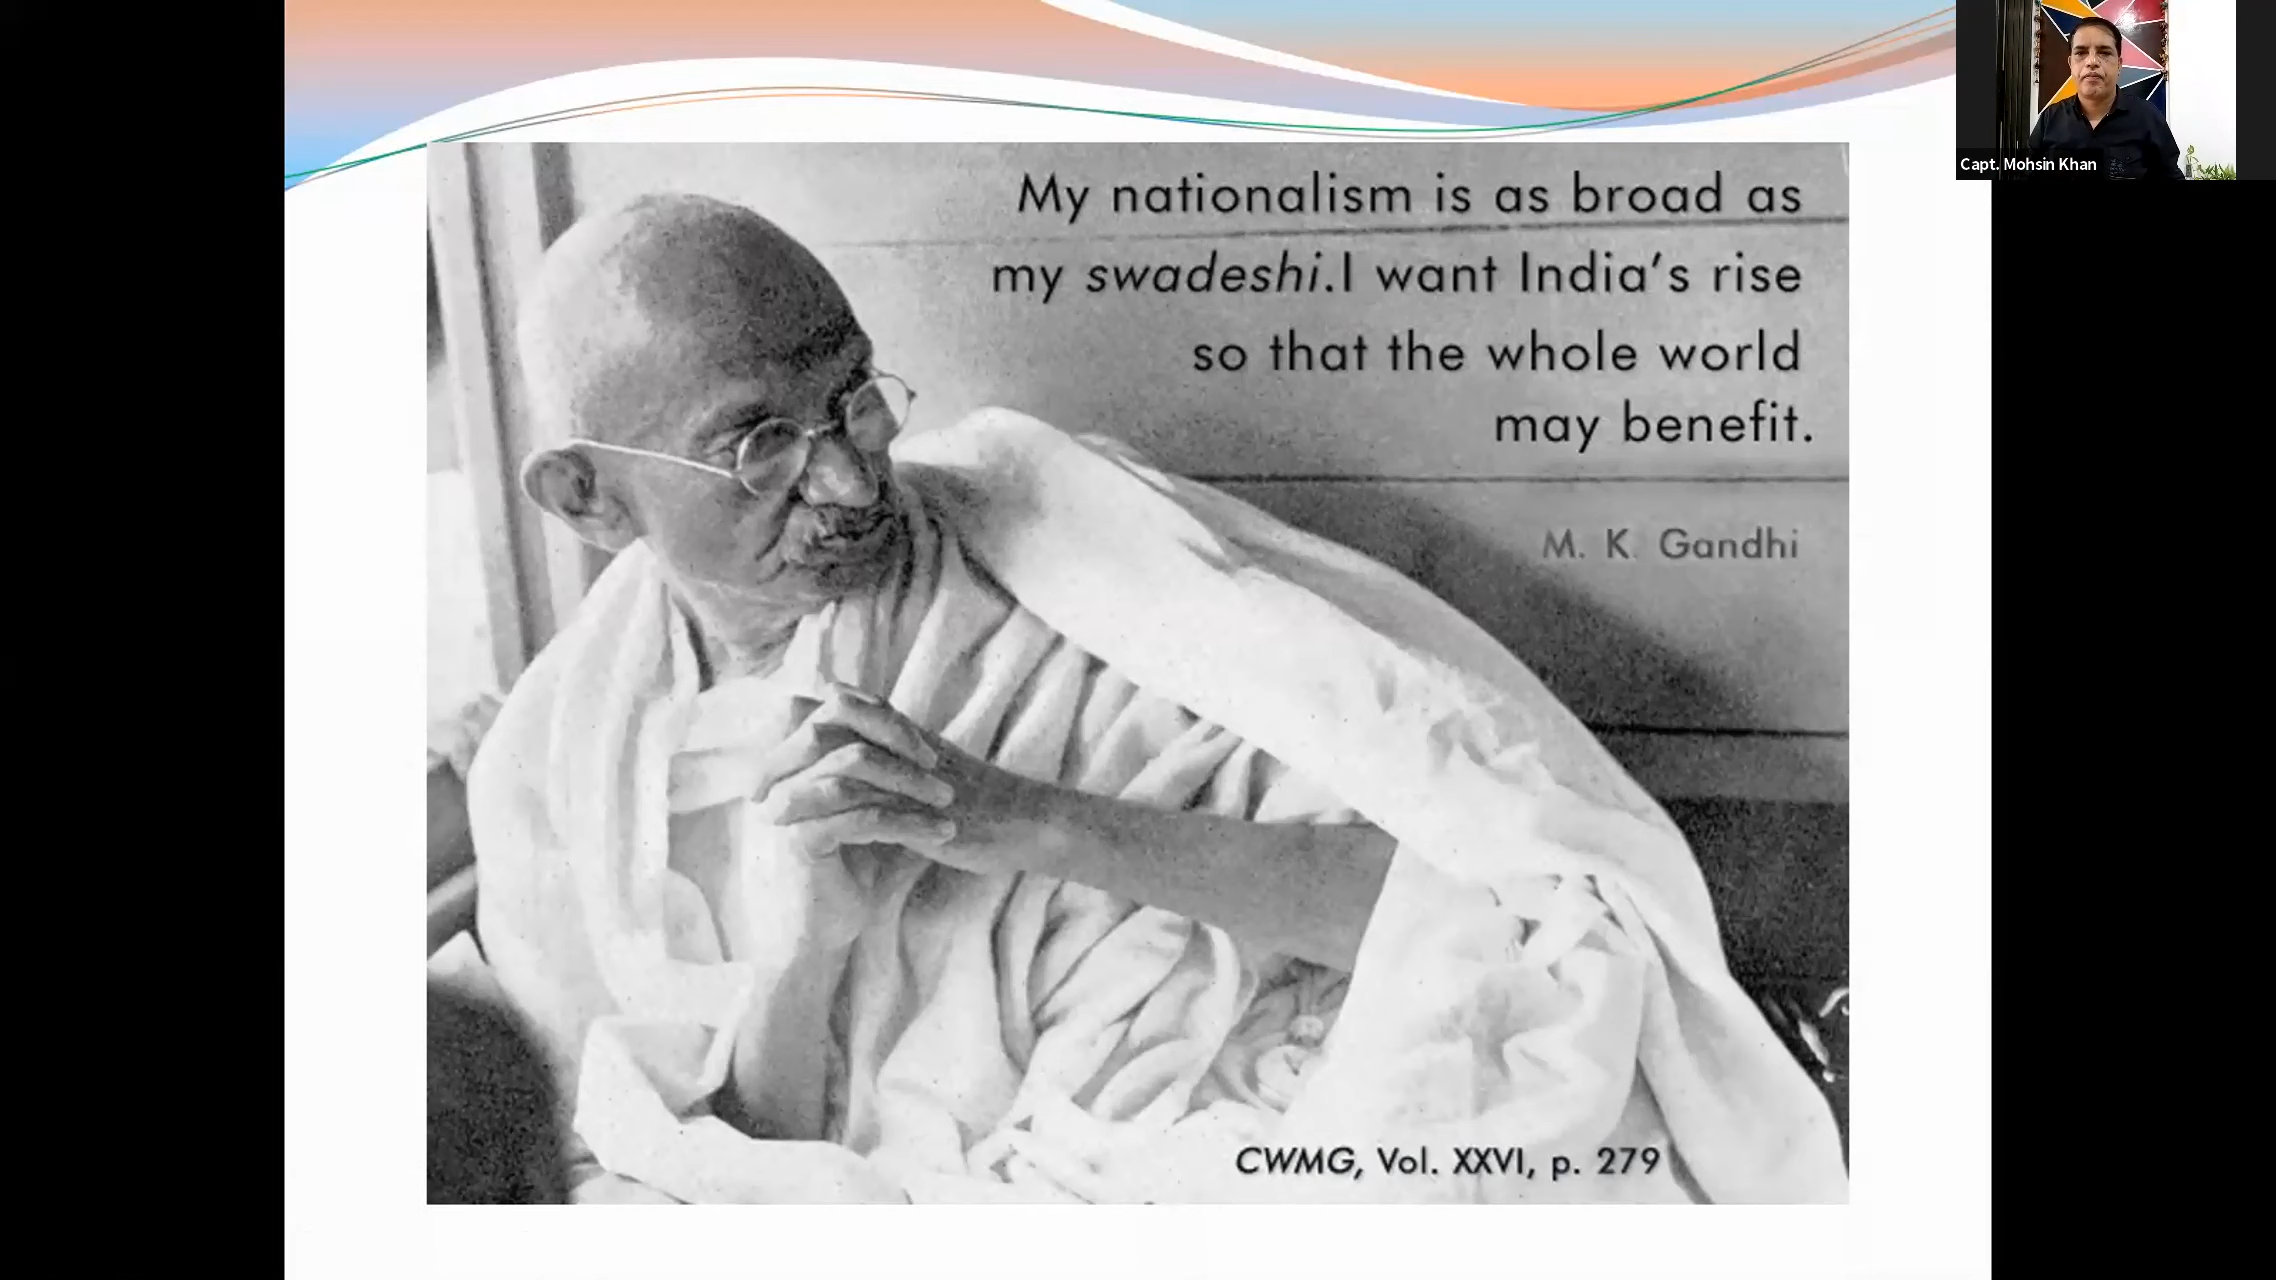 My nationalism is as broad as
my swadeshi.I want India's rise
so that the whole world
may benefit.
M. K. Gandhi
CWMG, Vol. XXVI, p. 279
Capt. Mohsin Khan